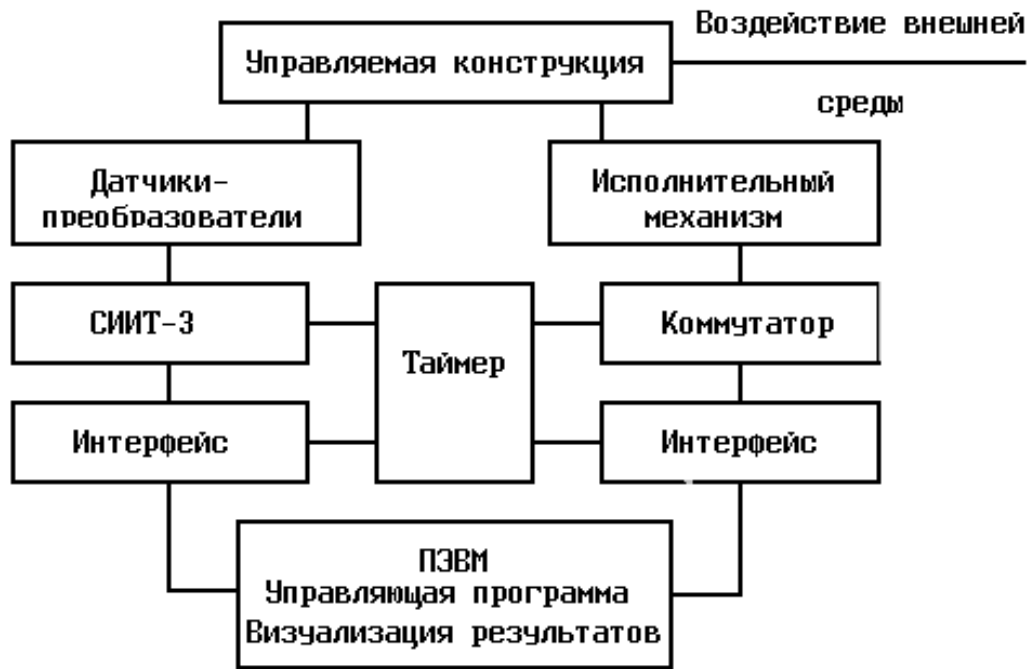 Воздействие внешней
Управляемая конструкция
среды
Датчики-
преобразователи
Исполнительный
механизм
СИИТ-3
Таймер
Коммутатор
Интерфейс
Интерфейс
ПЭВМ
Управляющая программа
Визуализация результатов